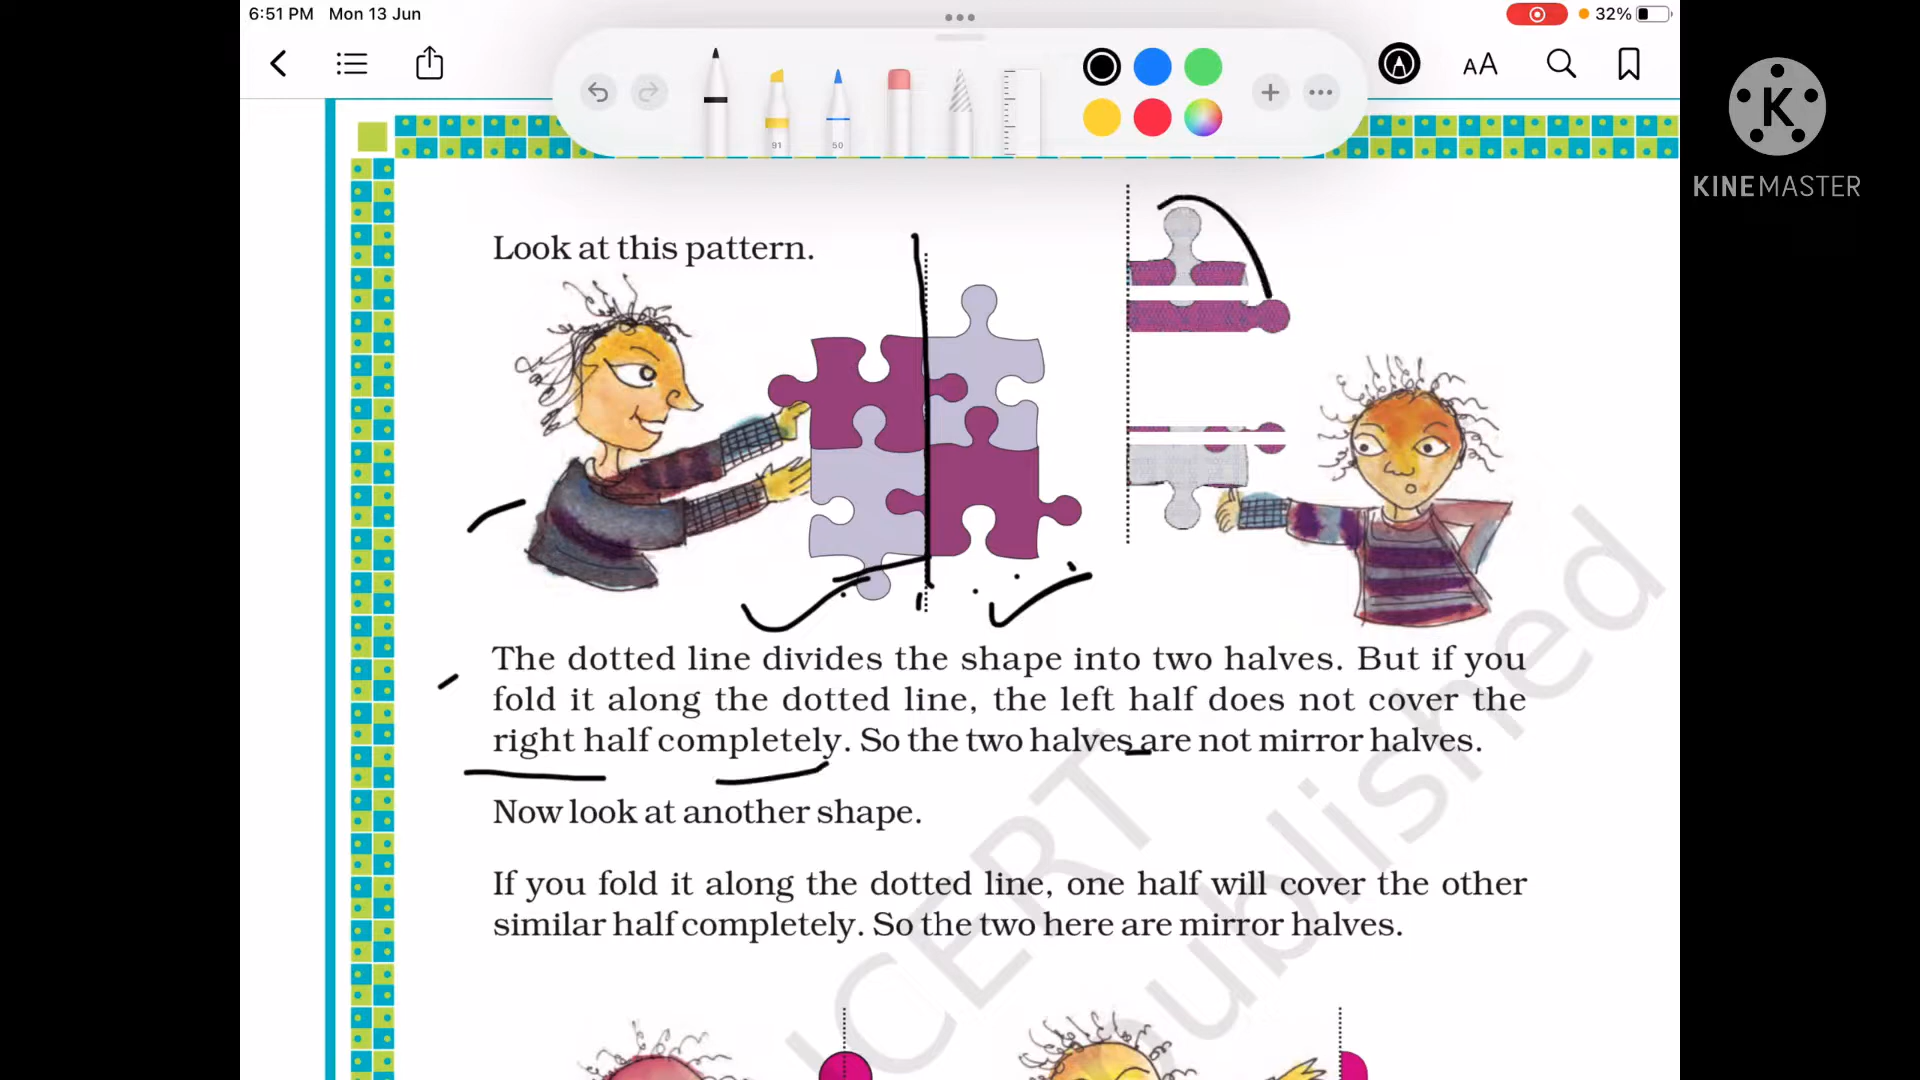 6:51 PM Mon 13 Jun
32%
AA
K
KINEMASTER
91
50
Look at this pattern.
The dotted line divides the shape into two halves. But if you
fold it along the dotted line, the left half does not cover the
right half completely. So the two halves are not mirror halves.
Now look at another shape.
If you fold it along the dotted line, one half will cover the other
similar half completely. So the two here are mirror halves.